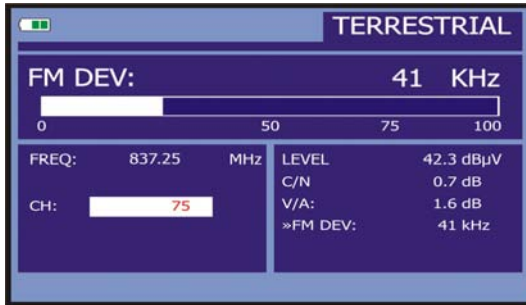 TERRESTRIAL
FM DEV: 41 KHz
0 50 75 100
FREQ: 837.25 MHz
CH: 75
LEVEL 42.3 dBµV
C/N 0.7 dB
V/A: 1.6 dB
»FM DEV: 41 kHz